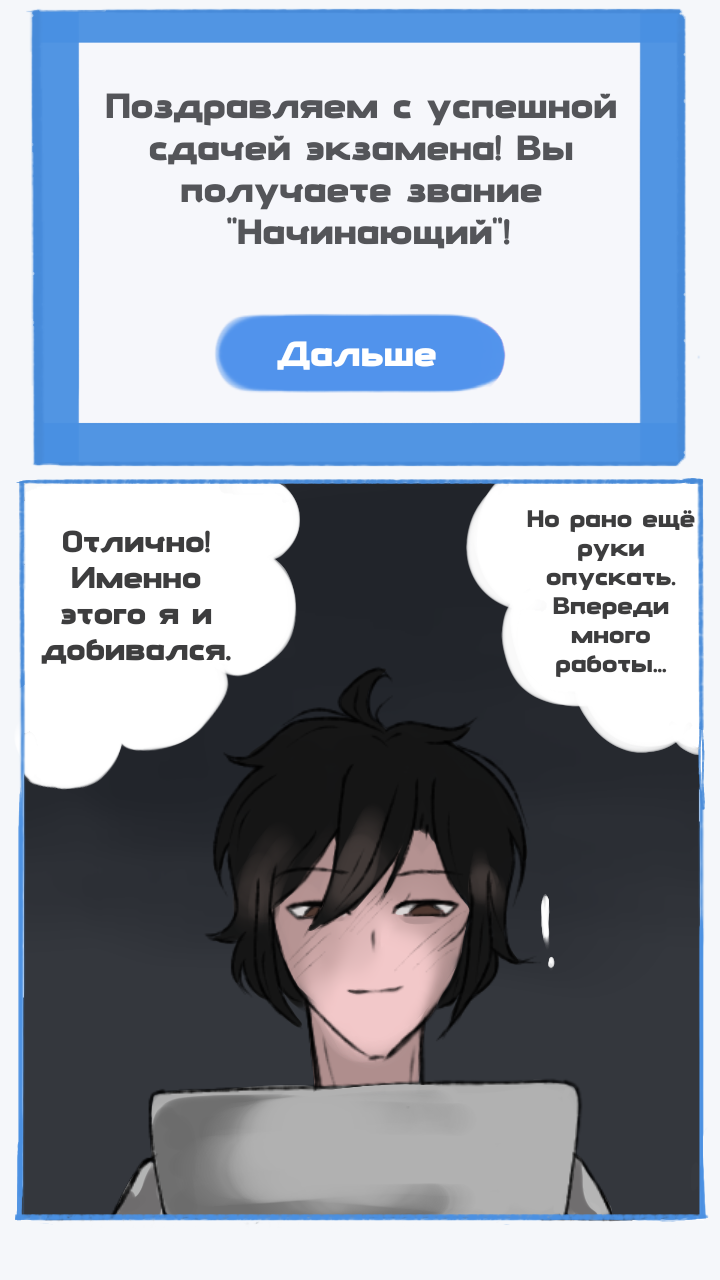 Поздравляем с успешной
сдачей экзамена! Вы
получаете звание
"Начинающий"!
Дальше
Отлично!
Именно
этого я и
добивался.
Но рано ещё
руки
опускать.
Впереди
много
работы...
!